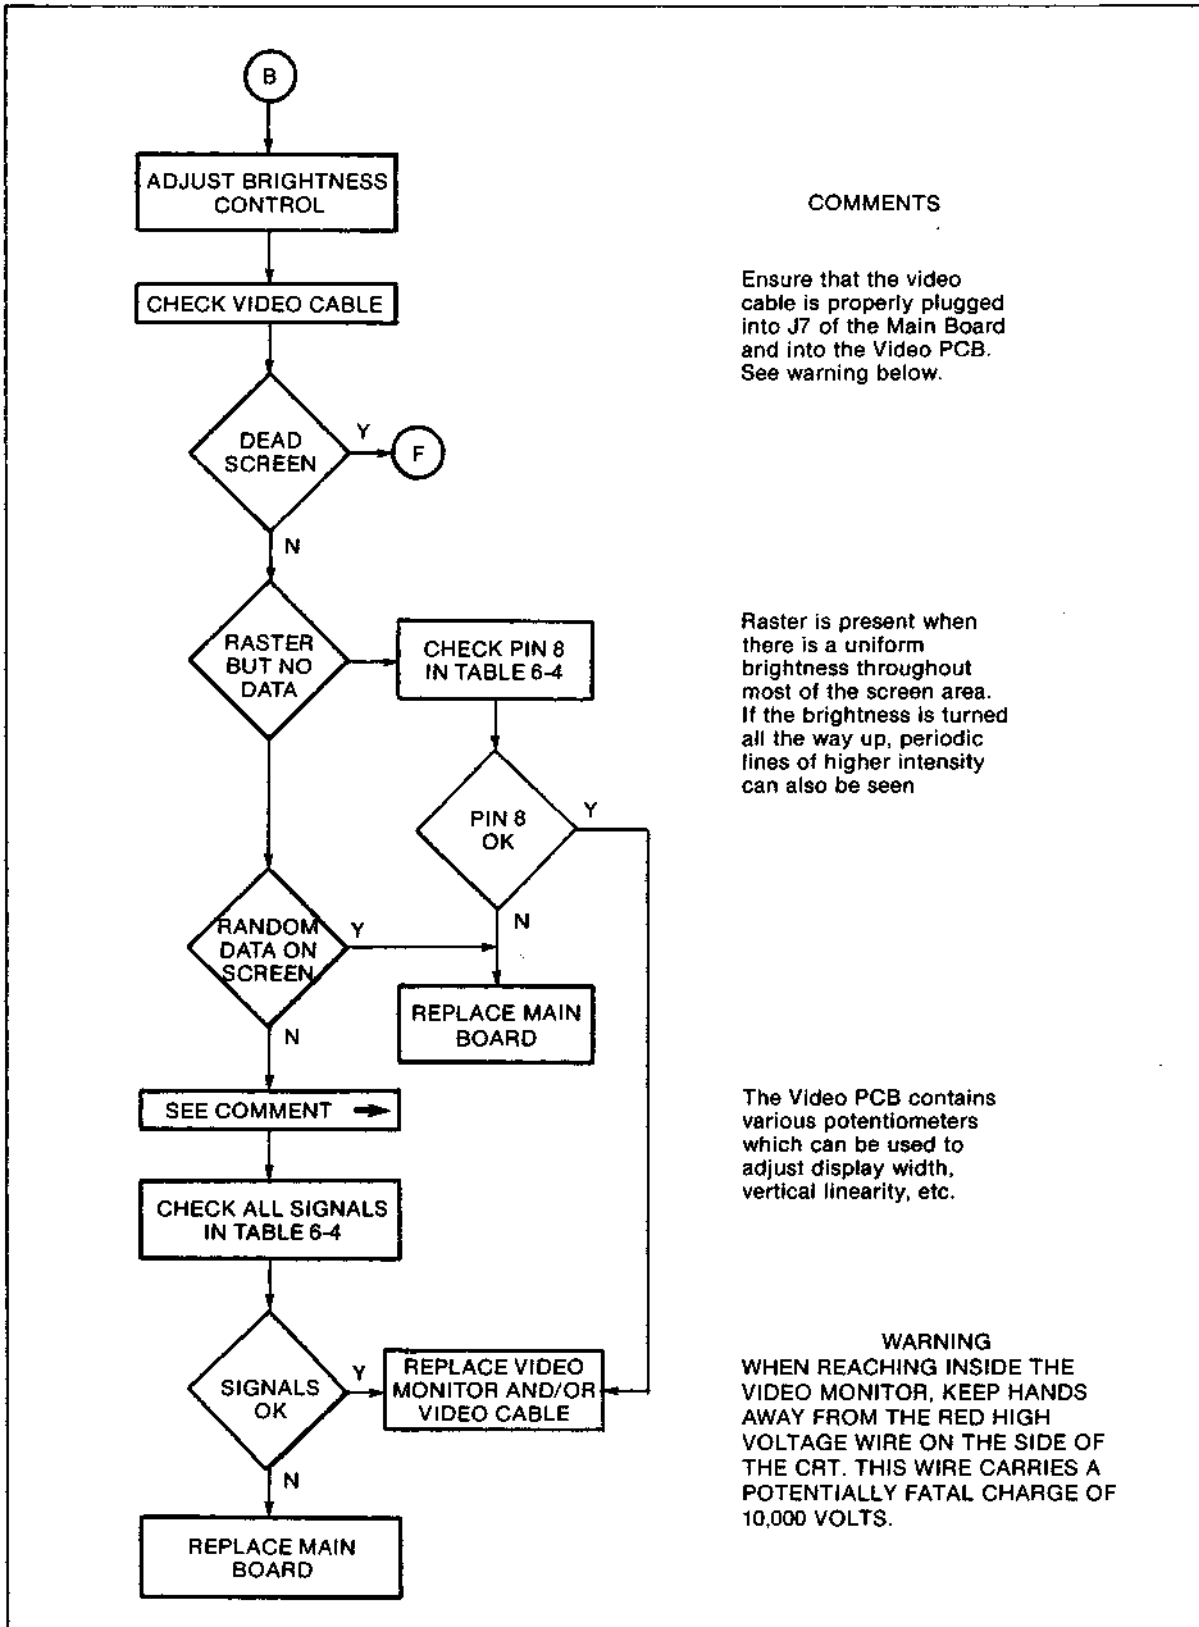 B
ADJUST BRIGHTNESS
CONTROL
CHECK VIDEO CABLE
DEAD
SCREEN
Y
F
N
RASTER
BUT NO
DATA
CHECK PIN 8
IN TABLE 6-4
PIN 8
OK
Y
N
RANDOM
DATA ON
SCREEN
Y
N
REPLACE MAIN
BOARD
SEE COMMENT
CHECK ALL SIGNALS
IN TABLE 6-4
SIGNALS
OK
Y
N
REPLACE VIDEO
MONITOR AND/OR
VIDEO CABLE
REPLACE MAIN
BOARD
COMMENTS
Ensure that the video
cable is properly plugged
into J7 of the Main Board
and into the Video PCB.
See warning below.
Raster is present when
there is a uniform
brightness throughout
most of the screen area.
If the brightness is turned
all the way up, periodic
lines of higher intensity
can also be seen
The Video PCB contains
various potentiometers
which can be used to
adjust display width,
vertical linearity, etc.
WARNING
WHEN REACHING INSIDE THE
VIDEO MONITOR, KEEP HANDS
AWAY FROM THE RED HIGH
VOLTAGE WIRE ON THE SIDE OF
THE CRT. THIS WIRE CARRIES A
POTENTIALLY FATAL CHARGE OF
10,000 VOLTS.